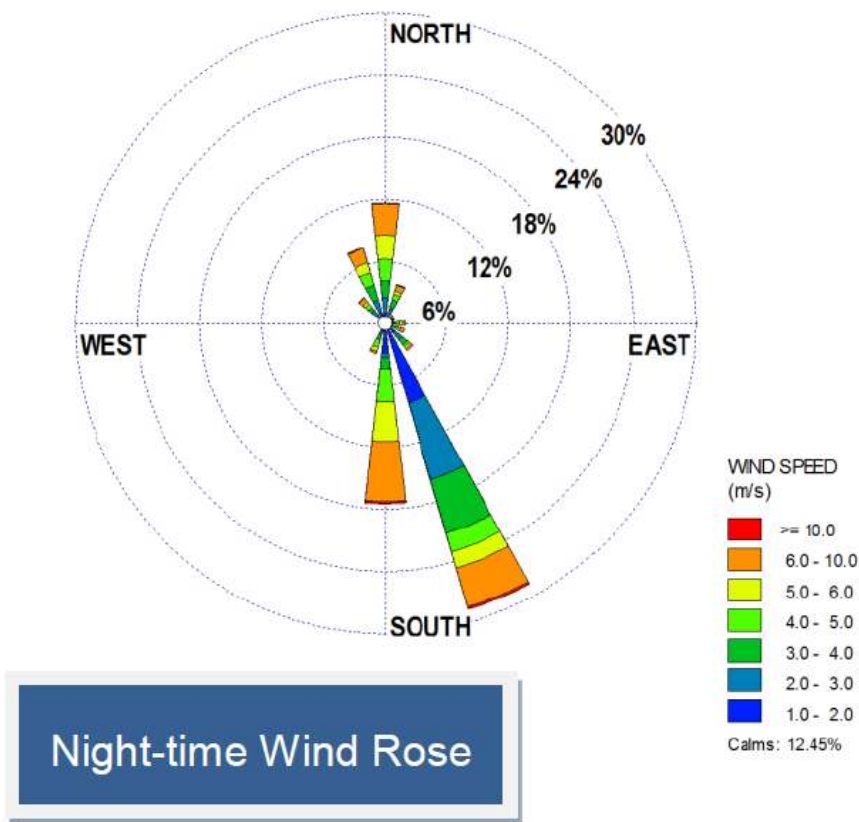 NORTH
30%
24%
18%
12%
6%
WEST
EAST
SOUTH
WIND SPEED
(m/s)
>= 10.0
6.0 - 10.0
5.0 - 6.0
4.0 - 5.0
3.0 - 4.0
2.0 - 3.0
1.0 - 2.0
Calms: 12.45%
Night-time Wind Rose